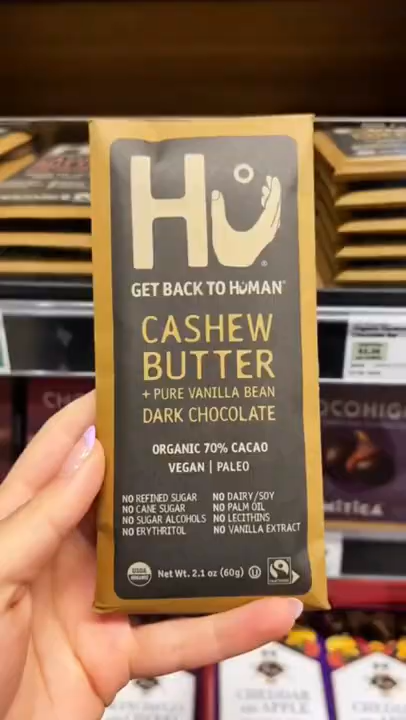 Hu
GET BACK TO HUMAN®
CASHEW
BUTTER
+ PURE VANILLA BEAN
DARK CHOCOLATE
ORGANIC 70% CACAO
VEGAN | PALEO
NO REFINED SUGAR NO DAIRY/SOY
NO CANE SUGAR NO PALM OIL
NO SUGAR ALCOHOLS NO LECITHINS
NO ERYTHRITOL NO VANILLA EXTRACT
USDA
ORGANIC
Net Wt. 2.1 oz (60g)
CHEDDAR
APPLE